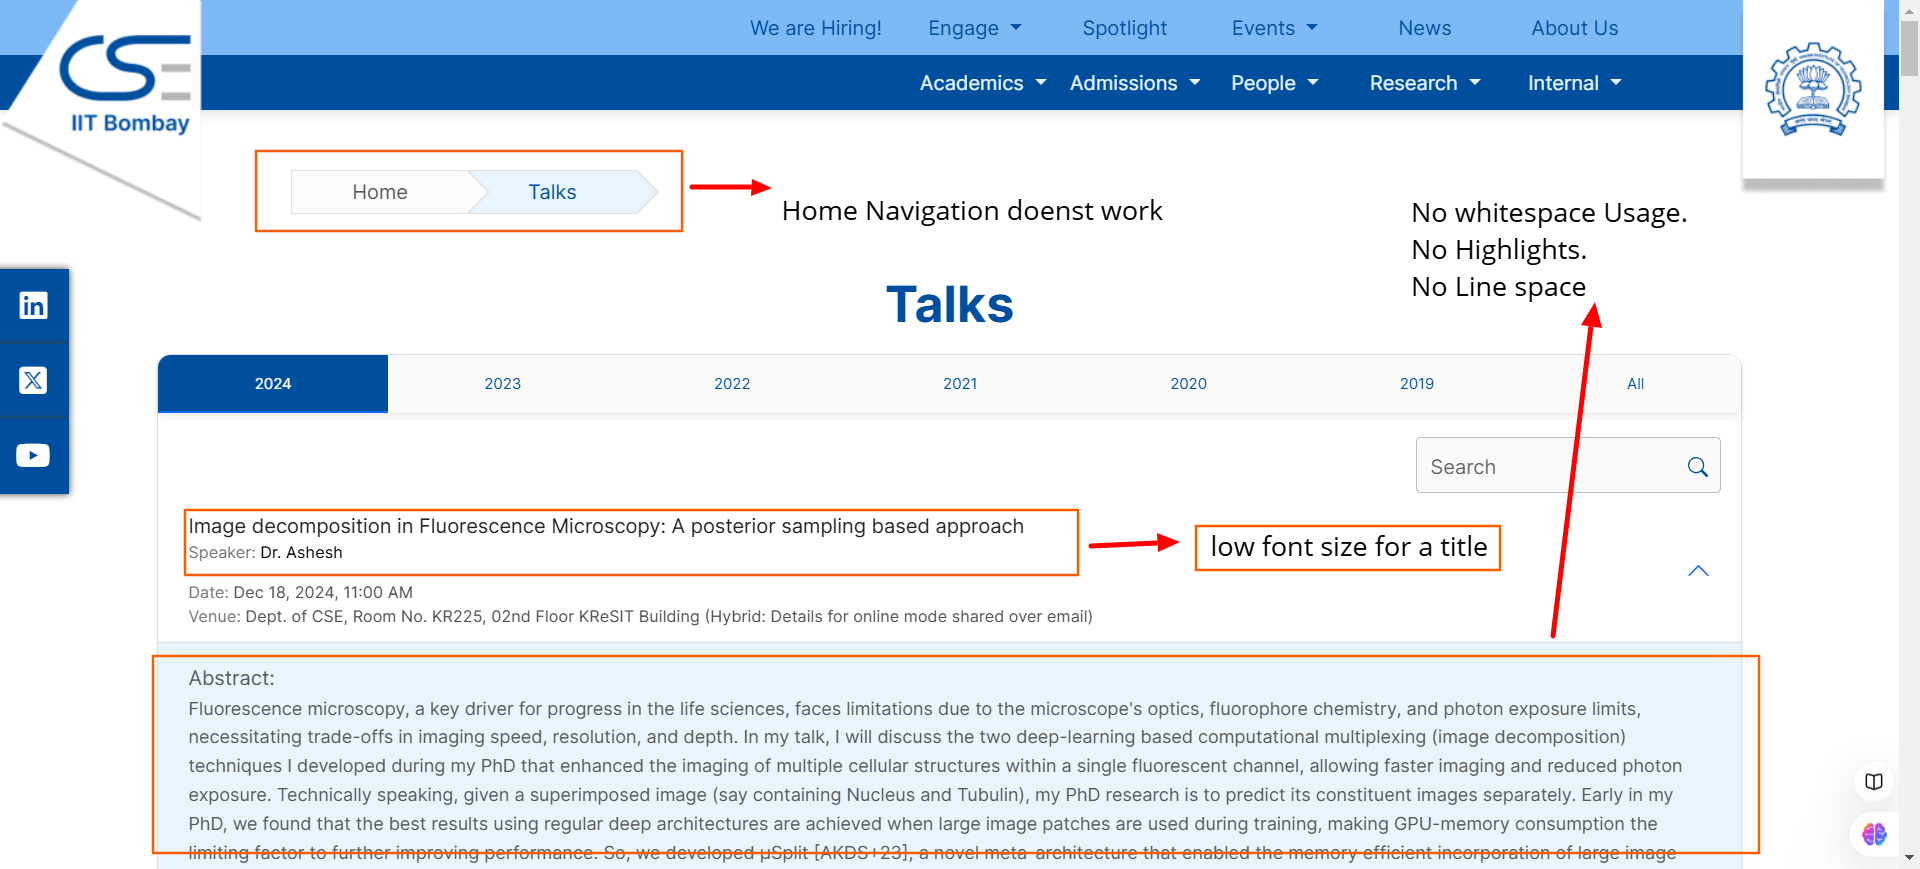 We are Hiring! Engage Spotlight Events News About Us
CSE
IIT Bombay
Academics Admissions People Research Internal
Home Talks
Home Navigation doenst work
No whitespace Usage.
No Highlights.
No Line space
Talks
2024 2023 2022 2021 2020 2019 All
Search
Image decomposition in Fluorescence Microscopy: A posterior sampling based approach
Speaker: Dr. Ashesh
low font size for a title
Date: Dec 18, 2024, 11:00 AM
Venue: Dept. of CSE, Room No. KR225, 02nd Floor KReSIT Building (Hybrid: Details for online mode shared over email)
Abstract:
Fluorescence microscopy, a key driver for progress in the life sciences, faces limitations due to the microscope's optics, fluorophore chemistry, and photon exposure limits,
necessitating trade-offs in imaging speed, resolution, and depth. In my talk, I will discuss the two deep-learning based computational multiplexing (image decomposition)
techniques I developed during my PhD that enhanced the imaging of multiple cellular structures within a single fluorescent channel, allowing faster imaging and reduced photon
exposure. Technically speaking, given a superimposed image (say containing Nucleus and Tubulin), my PhD research is to predict its constituent images separately. Early in my
PhD, we found that the best results using regular deep architectures are achieved when large image patches are used during training, making GPU-memory consumption the
limiting factor to further improving performance. So, we developed µSplit [AKDS+23], a novel meta-architecture that enabled the memory efficient incorporation of large image